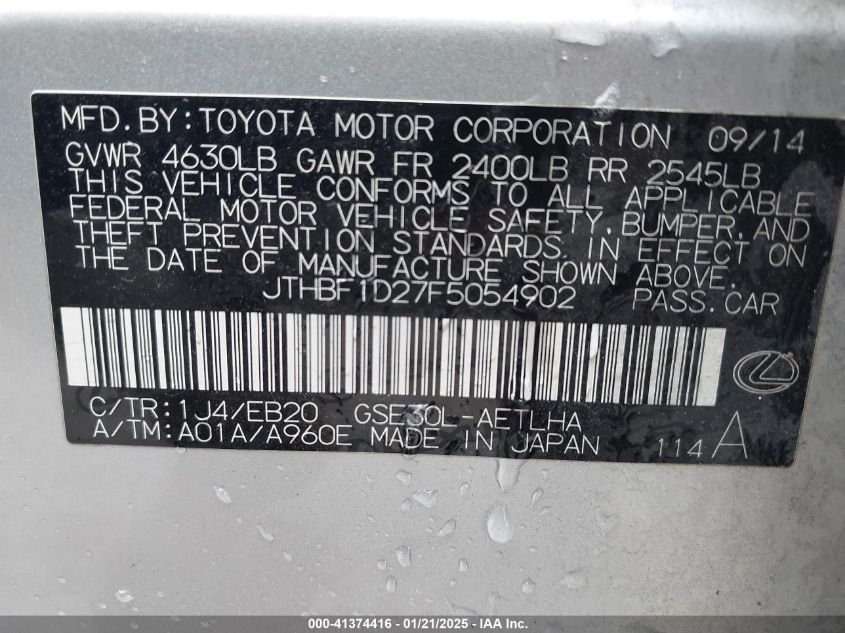 MFD.BY:TOYOTA MOTOR CORPORATION 09/14
GVWR 4630LB GAWR FR 2400LB RR 2545LB
THIS VEHICLE CONFORMS TO ALL APPLICABLE
FEDERAL MOTOR VEHICLE SAFETY,BUMPER,AND
THEFT PREVENTION STANDARDS IN EFFECT ON
THE DATE OF MANUFACTURE SHOWN ABOVE.
JTHBF1D27F5054902 PASS.CAR
C/TR:1J4/EB20 GSE30L-AETLHA
A/TM:A01A/A960E MADE IN JAPAN 114 A
000-41374416 - 01/21/2025 - IAAI.COM